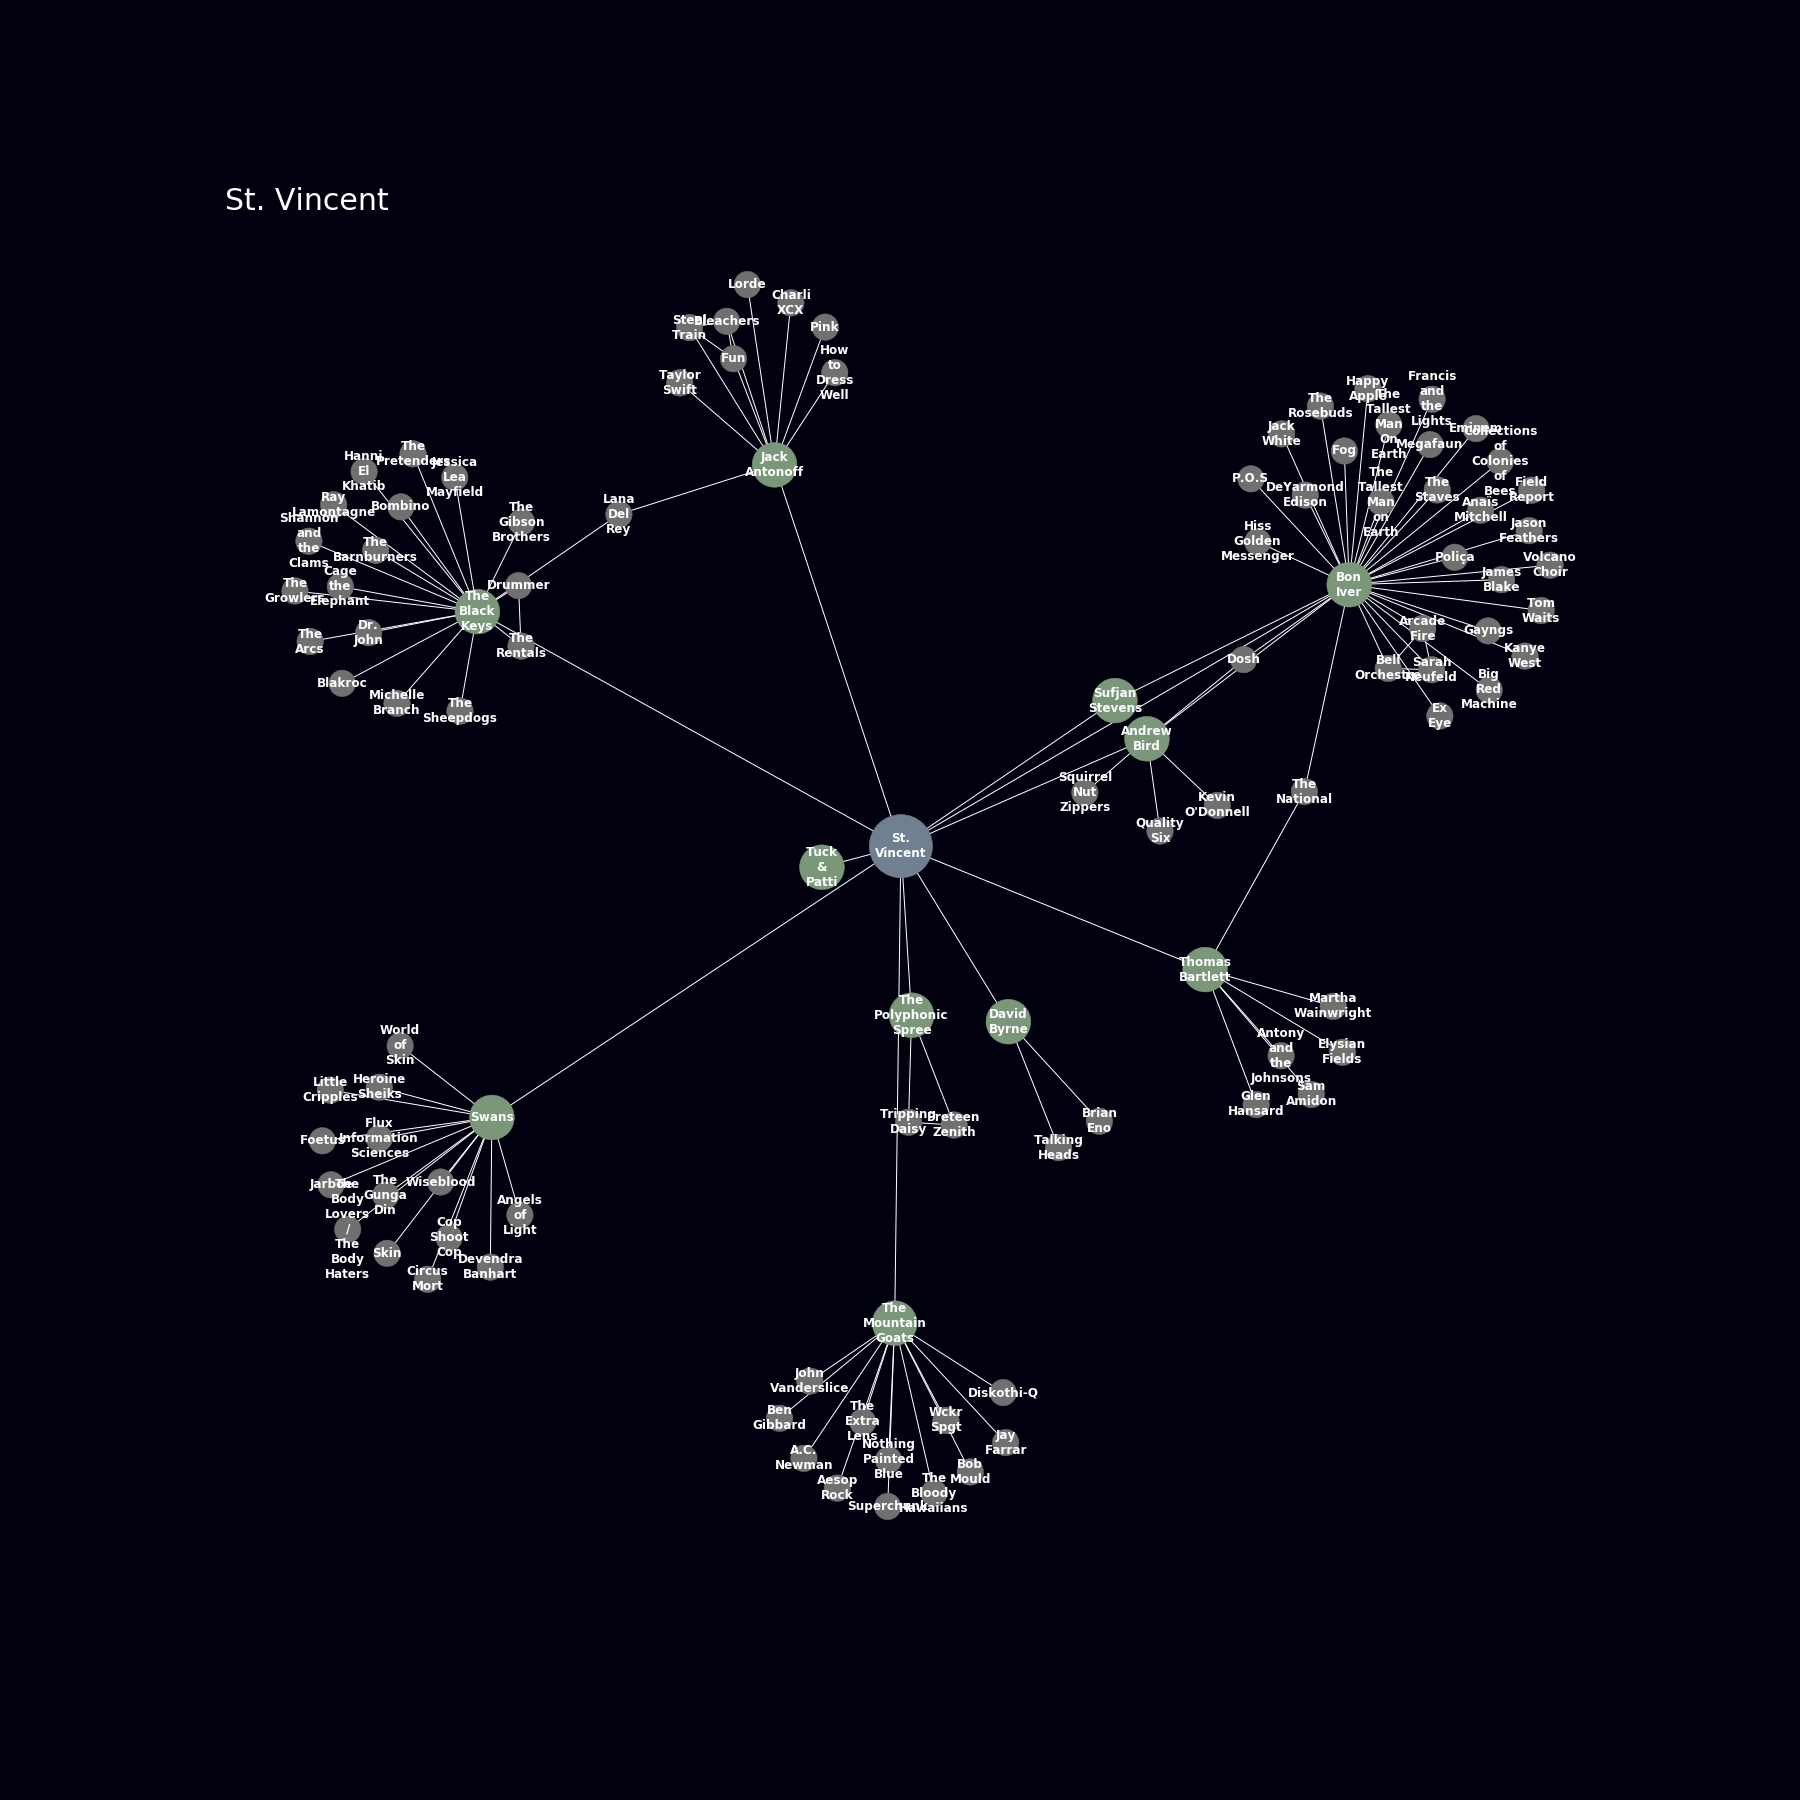 St. Vincent
Lorde
Charli
XCX
Steel
Train
Bleachers
Pink
Fun
How
to
Dress
Well
Taylor
Swift
Jack
Antonoff
Lana
Del
Rey
The
Pretenders
Hanni
El
Khatib
Jessica
Lea
Mayfield
Ray
Lamontagne
Bombino
The
Gibson
Brothers
Shannon
and
the
Clams
The
Barnburners
Cage
the
Elephant
The
Growlers
Drummer
The
Black
Keys
The
Arcs
Dr.
John
The
Rentals
Blakroc
Michelle
Branch
The
Sheepdogs
Happy
Apple
Francis
and
the
Lights
The
Rosebuds
The
Tallest
Man
On
Earth
Jack
White
Fog
Megafaun
Eminem
Collections
of
Colonies
of
Bees
P.O.S
DeYarmond
Edison
The
Tallest
Man
on
Earth
The
Staves
Field
Report
Anaïs
Mitchell
Hiss
Golden
Messenger
Jason
Feathers
Poliça
Volcano
Choir
James
Blake
Bon
Iver
Tom
Waits
Arcade
Fire
Gayngs
Kanye
West
Bell
Orchestre
Sarah
Neufeld
Big
Red
Machine
Ex
Eye
Dosh
Sufjan
Stevens
Andrew
Bird
Squirrel
Nut
Zippers
Quality
Six
Kevin
O'Donnell
The
National
St.
Vincent
Tuck
&
Patti
Thomas
Bartlett
Martha
Wainwright
Antony
and
the
Johnsons
Elysian
Fields
Glen
Hansard
Sam
Amidon
The
Polyphonic
Spree
David
Byrne
Tripping
Daisy
Preteen
Zenith
Talking
Heads
Brian
Eno
World
of
Skin
Little
Cripples
Heroine
Sheiks
Swans
Foetus
Flux
Information
Sciences
Jarboe
The
Body
Lovers
/
The
Body
Haters
The
Gunga
Din
Wiseblood
Angels
of
Light
Cop
Shoot
Cop
Skin
Circus
Mort
Devendra
Banhart
The
Mountain
Goats
John
Vanderslice
Diskothi-Q
Ben
Gibbard
The
Extra
Lens
Wckr
Spgt
A.C.
Newman
Nothing
Painted
Blue
Jay
Farrar
Aesop
Rock
Bob
Mould
Superchunk
The
Bloody
Hawaiians